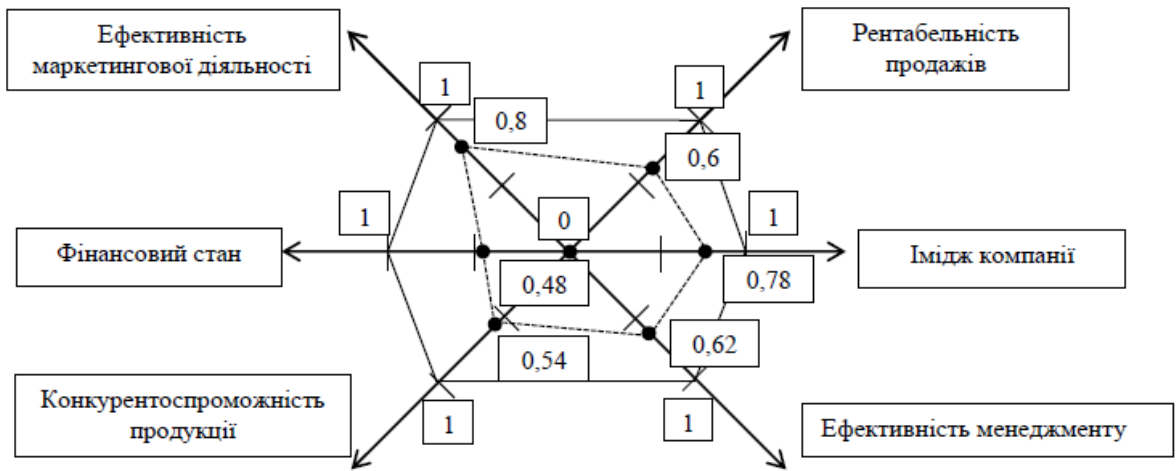 Ефективність
маркетингової діяльності
Рентабельність
продажів
1
1
0,8
0,6
1
0
1
Фінансовий стан
Імідж компанії
0,48
0,78
0,54
0,62
Конкурентоспроможність
продукції
1
1
Ефективність менеджменту